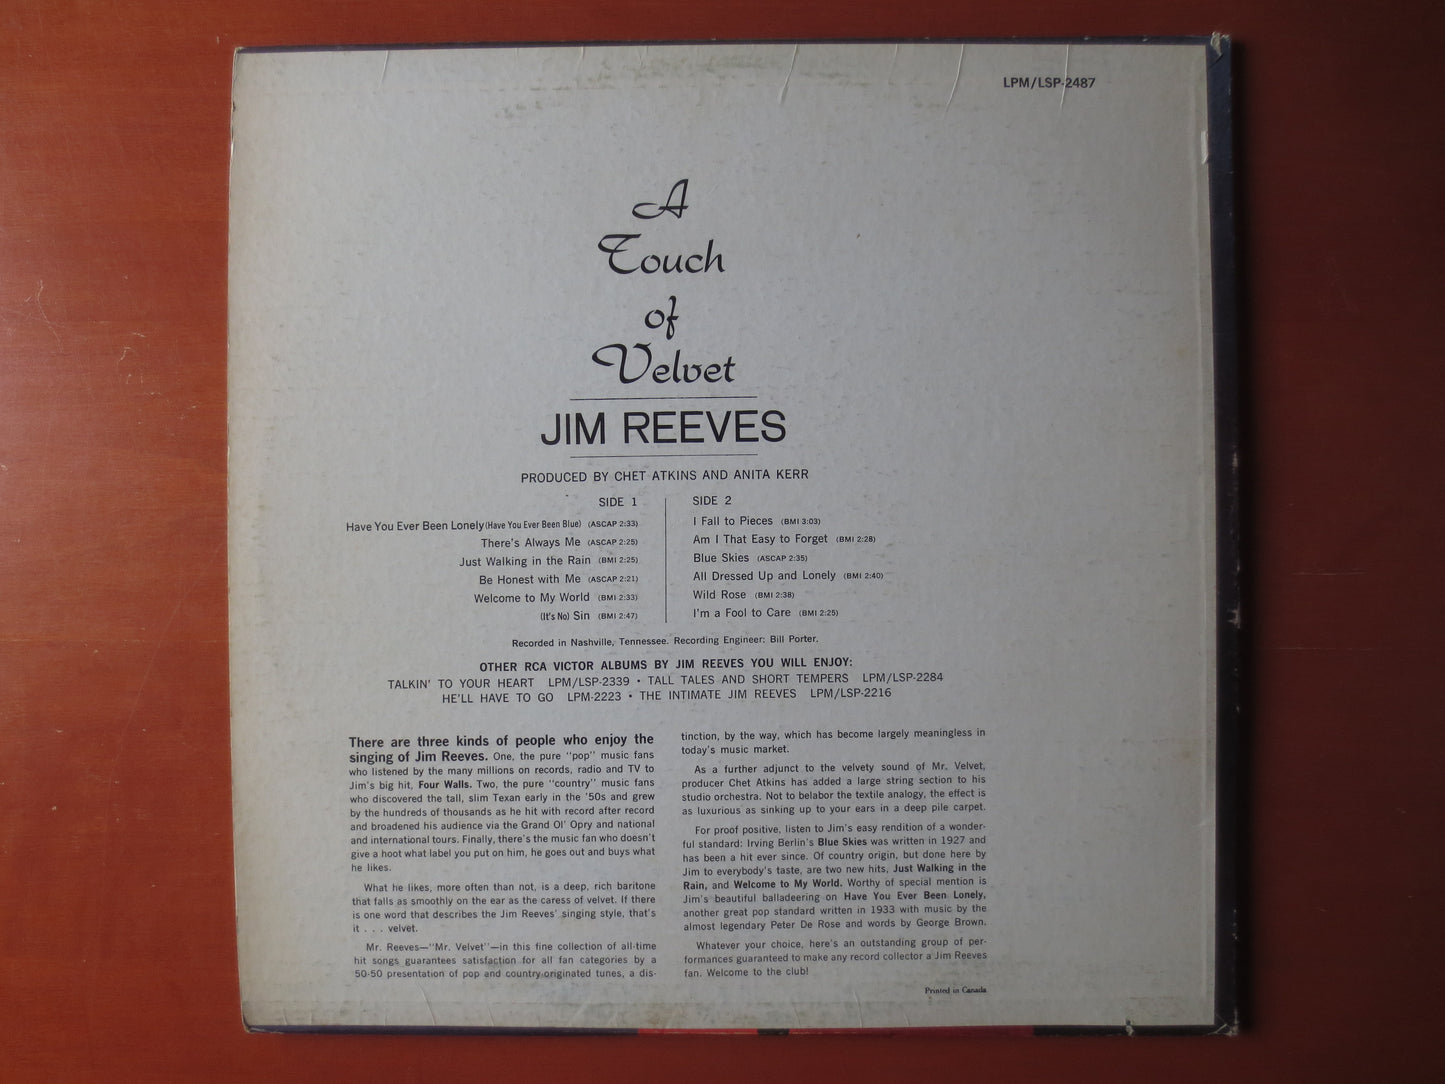 LPM/LSP-2487
A
Touch
of
Velvet
JIM REEVES
PRODUCED BY CHET ATKINS AND ANITA KERR
SIDE 1
Have You Ever Been Lonely (Have You Ever Been Blue) (ASCAP 2:33)
There's Always Me (ASCAP 2:25)
Just Walking in the Rain (BMI 2:25)
Be Honest with Me (ASCAP 2:21)
Welcome to My World (BMI 2:33)
(It's No) Sin (BMI 2:47)
SIDE 2
I Fall to Pieces (BMI 3:03)
Am I That Easy to Forget (BMI 2:28)
Blue Skies (ASCAP 2:35)
All Dressed Up and Lonely (BMI 2:40)
Wild Rose (BMI 2:38)
I'm a Fool to Care (BMI 2:25)
Recorded in Nashville, Tennessee. Recording Engineer: Bill Porter.
OTHER RCA VICTOR ALBUMS BY JIM REEVES YOU WILL ENJOY:
TALKIN' TO YOUR HEART LPM/LSP-2339 • TALL TALES AND SHORT TEMPERS LPM/LSP-2284
HE'LL HAVE TO GO LPM-2223 • THE INTIMATE JIM REEVES LPM/LSP-2216
There are three kinds of people who enjoy the
singing of Jim Reeves. One, the pure "pop" music fans
who listened by the many millions on records, radio and TV to
Jim's big hit, Four Walls. Two, the pure "country" music fans
who discovered the tall, slim Texan early in the '50s and grew
by the hundreds of thousands as he hit with record after record
and broadened his audience via the Grand Ol' Opry and national
and international tours. Finally, there's the music fan who doesn't
give a hoot what label you put on him, he goes out and buys what
he likes.
What he likes, more often than not, is a deep, rich baritone
that falls as smoothly on the ear as the caress of velvet. If there
is one word that describes the Jim Reeves' singing style, that's
it . . . velvet.
Mr. Reeves—"Mr. Velvet"—in this fine collection of all-time
hit songs guarantees satisfaction for all fan categories by a
50-50 presentation of pop and country-originated tunes, a dis-
tinction, by the way, which has become largely meaningless in
today's music market.
As a further adjunct to the velvety sound of Mr. Velvet,
producer Chet Atkins has added a large string section to his
studio orchestra. Not to belabor the textile analogy, the effect is
as luxurious as sinking up to your ears in a deep pile carpet.
For proof positive, listen to Jim's easy rendition of a wonder-
ful standard: Irving Berlin's Blue Skies was written in 1927 and
has been a hit ever since. Of country origin, but done here by
Jim to everybody's taste, are two new hits, Just Walking in the
Rain, and Welcome to My World. Worthy of special mention is
Jim's beautiful balladeering on Have You Ever Been Lonely,
another great pop standard written in 1933 with music by the
almost legendary Peter De Rose and words by George Brown.
Whatever your choice, here's an outstanding group of per-
formances guaranteed to make any record collector a Jim Reeves
fan. Welcome to the club!
Printed in Canada